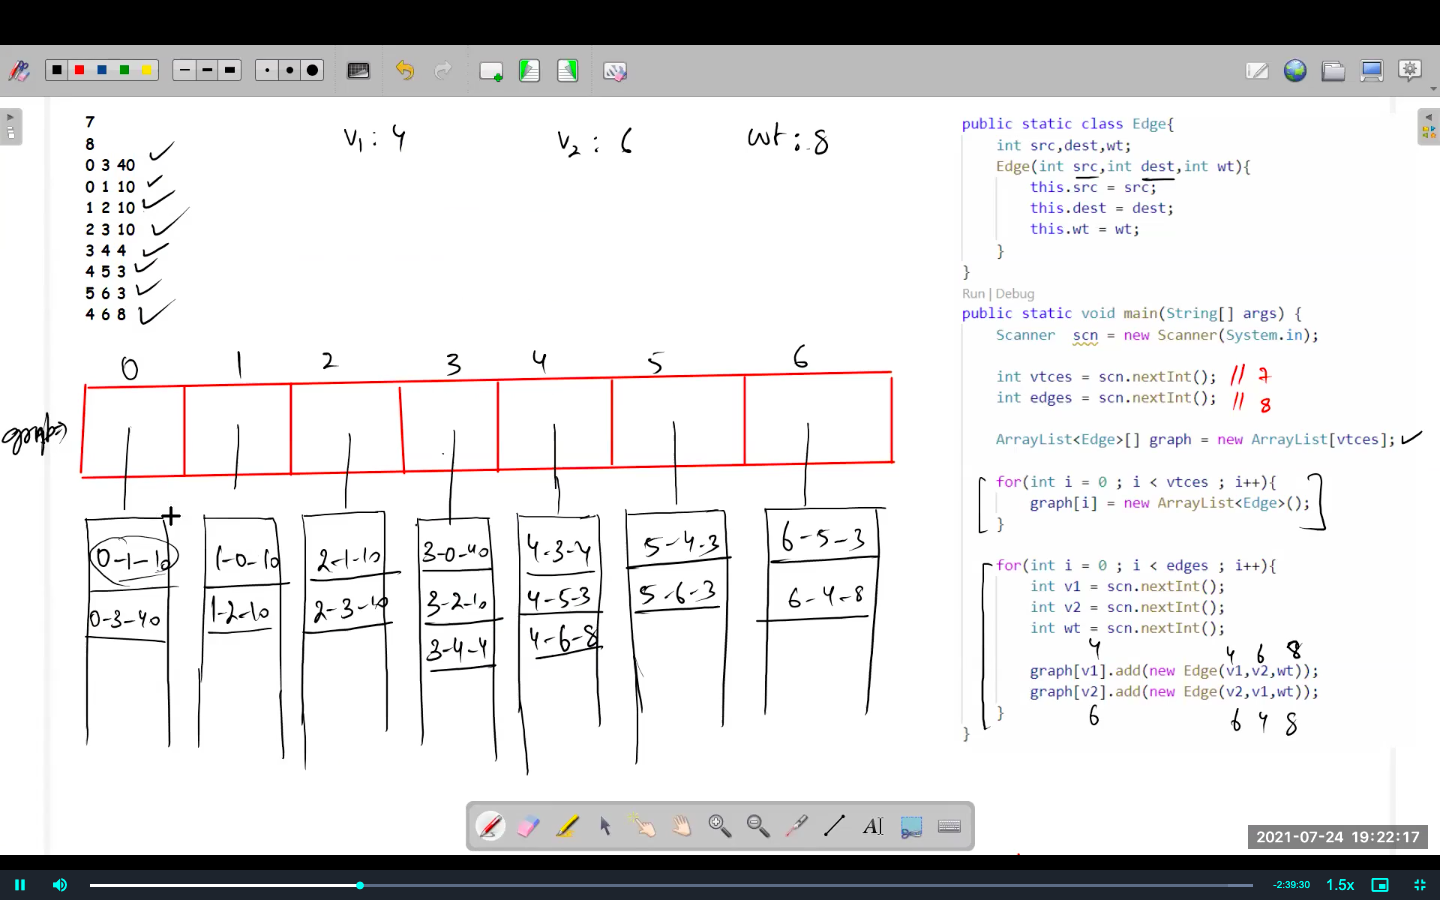 7
8
0 3 40
0 1 10
1 2 10
2 3 10
3 4 4
4 5 3
5 6 3
4 6 8
v1 : 4
v2 : 6
wt : 8
0 1 2 3 4 5 6
0-1-10
0-3-40
1-0-10
1-2-10
2-1-10
2-3-10
3-0-40
3-2-10
3-4-4
4-3-4
4-5-3
4-6-8
5-4-3
5-6-3
6-5-3
6-4-8
public static class Edge{
int src,dest,wt;
Edge(int src,int dest,int wt){
this.src = src;
this.dest = dest;
this.wt = wt;
}
}
Run | Debug
public static void main(String[] args) {
Scanner scn = new Scanner(System.in);
int vtces = scn.nextInt(); // 7
int edges = scn.nextInt(); // 8
ArrayList<Edge>[] graph = new ArrayList[vtces];
for(int i = 0 ; i < vtces ; i++){
graph[i] = new ArrayList<Edge>();
}
for(int i = 0 ; i < edges ; i++){
int v1 = scn.nextInt();
int v2 = scn.nextInt();
int wt = scn.nextInt();
4 4 6 8
graph[v1].add(new Edge(v1,v2,wt));
graph[v2].add(new Edge(v2,v1,wt));
} 6 6 4 8
}
A
2021-07-24 19:22:17
-2:39:30 1.5x